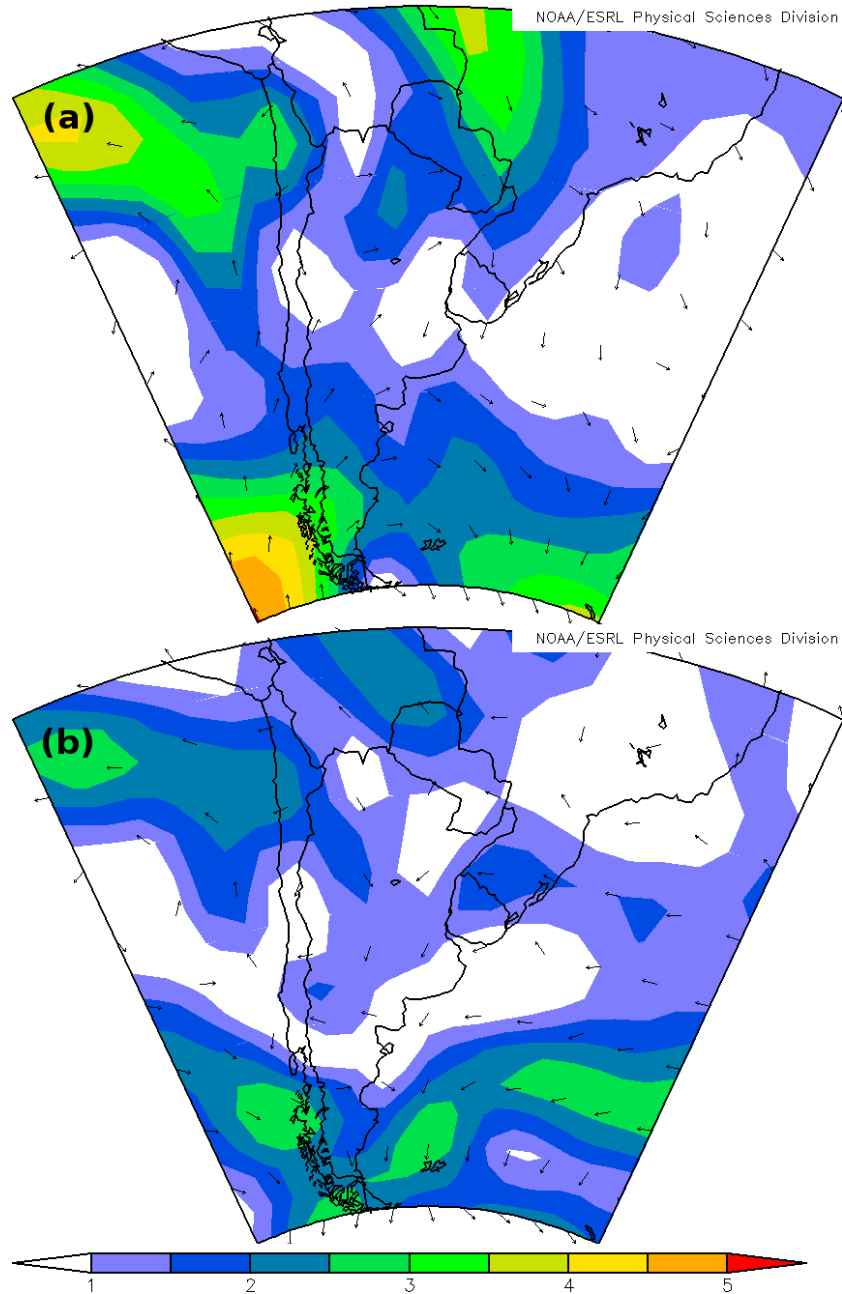 NOAA/ESRL Physical Sciences Division
(a)
NOAA/ESRL Physical Sciences Division
(b)
1 2 3 4 5